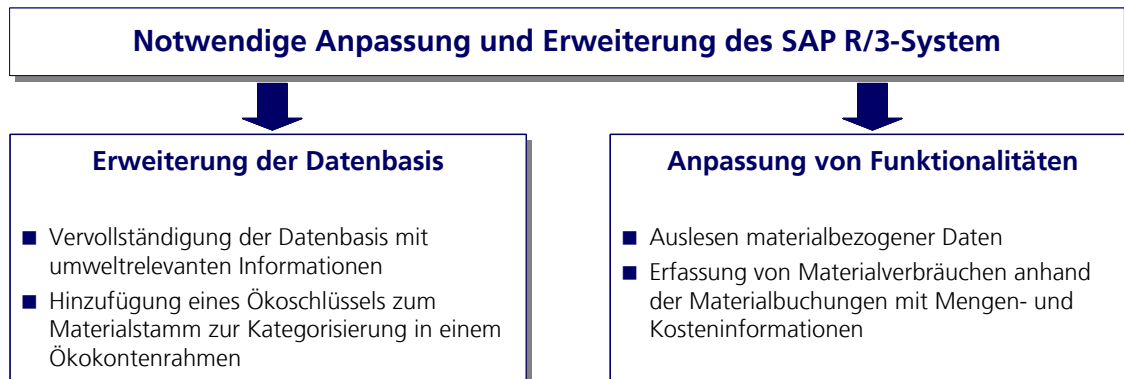 Notwendige Anpassung und Erweiterung des SAP R/3-System
Erweiterung der Datenbasis
■ Vervollständigung der Datenbasis mit
umweltrelevanten Informationen
■ Hinzufügung eines Ökoschlüssels zum
Materialstamm zur Kategorisierung in einem
Ökokontenrahmen
Anpassung von Funktionalitäten
■ Auslesen materialbezogener Daten
■ Erfassung von Materialverbräuchen anhand
der Materialbuchungen mit Mengen- und
Kosteninformationen